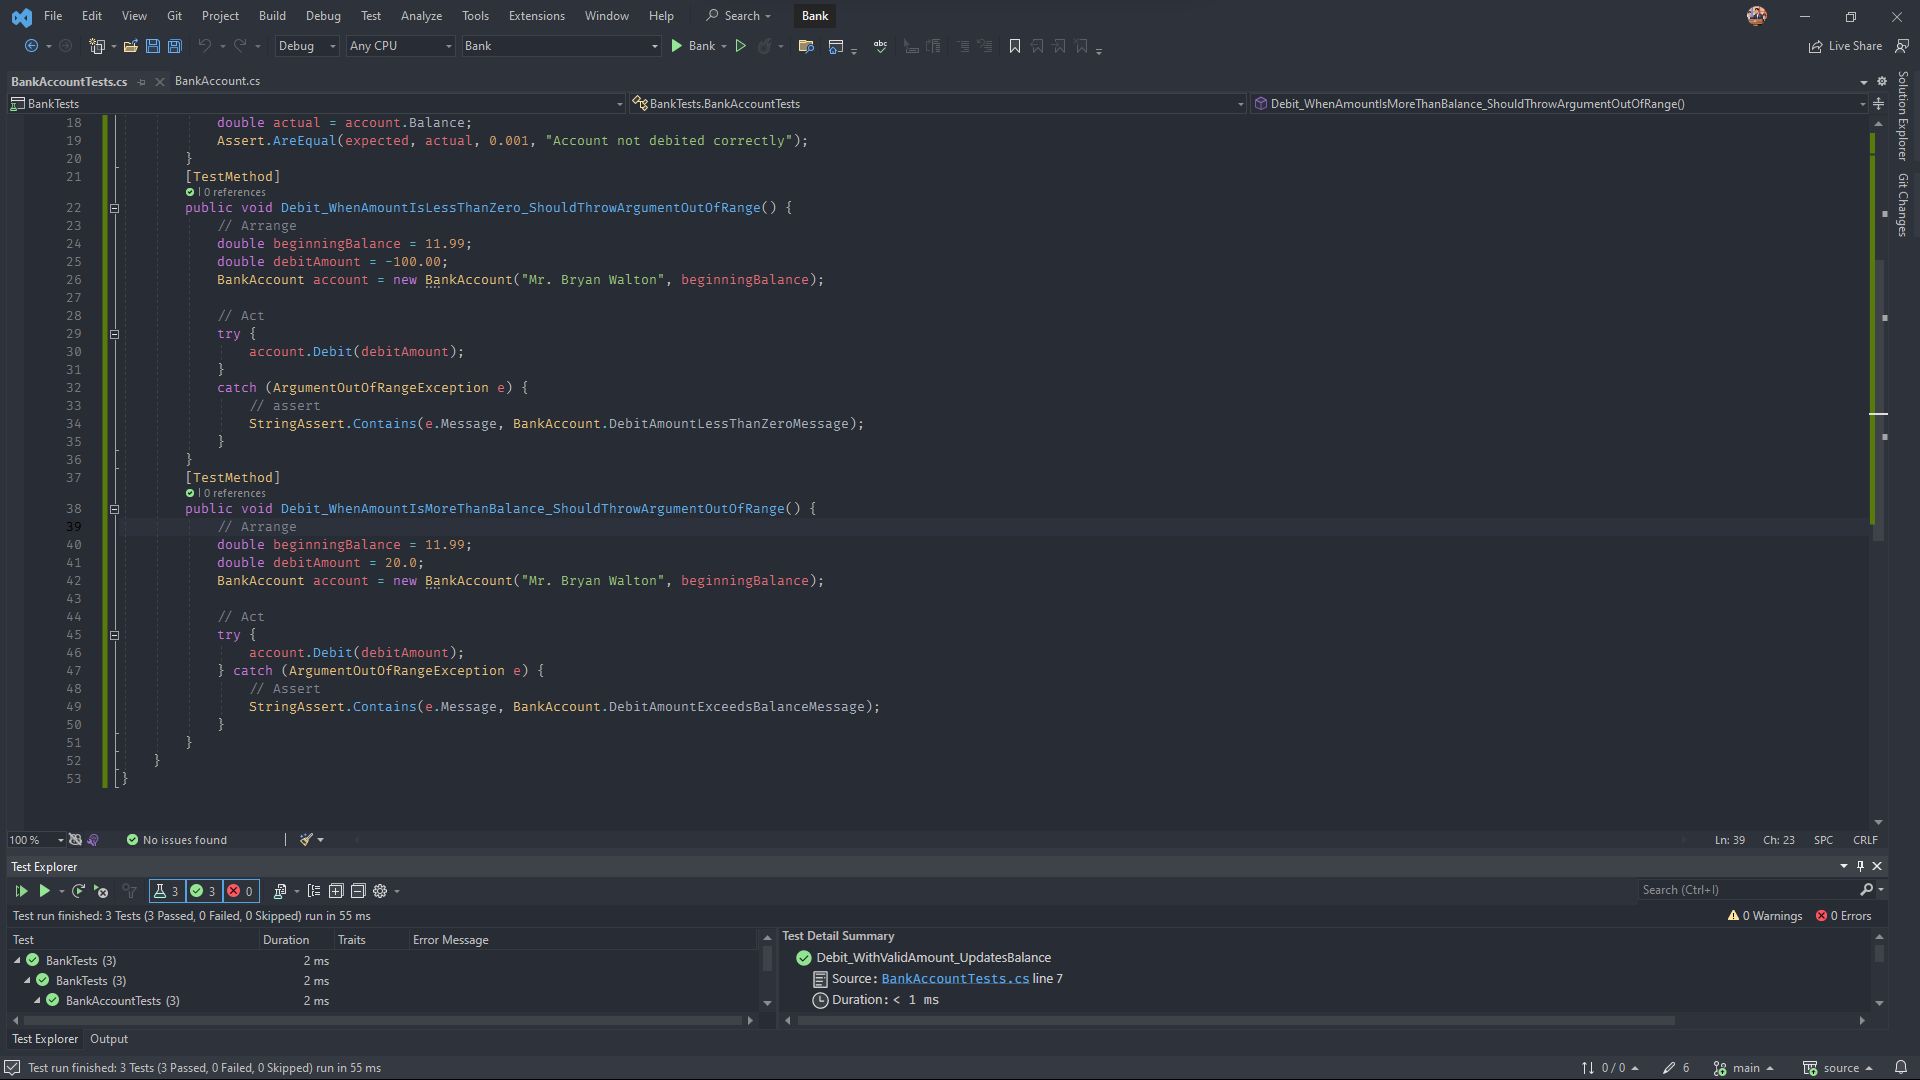 File Edit View Git Project Build Debug Test Analyze Tools Extensions Window Help Search Bank
Debug Any CPU Bank Bank Live Share
BankAccountTests.cs BankAccount.cs
BankTests BankTests.BankAccountTests Debit_WhenAmountIsMoreThanBalance_ShouldThrowArgumentOutOfRange()
Solution Explorer
Git Changes
18 double actual = account.Balance;
19 Assert.AreEqual(expected, actual, 0.001, "Account not debited correctly");
20 }
21 [TestMethod]
| 0 references
22 public void Debit_WhenAmountIsLessThanZero_ShouldThrowArgumentOutOfRange() {
23 // Arrange
24 double beginningBalance = 11.99;
25 double debitAmount = -100.00;
26 BankAccount account = new BankAccount("Mr. Bryan Walton", beginningBalance);
27
28 // Act
29 try {
30 account.Debit(debitAmount);
31 }
32 catch (ArgumentOutOfRangeException e) {
33 // assert
34 StringAssert.Contains(e.Message, BankAccount.DebitAmountLessThanZeroMessage);
35 }
36 }
37 [TestMethod]
| 0 references
38 public void Debit_WhenAmountIsMoreThanBalance_ShouldThrowArgumentOutOfRange() {
39 // Arrange
40 double beginningBalance = 11.99;
41 double debitAmount = 20.0;
42 BankAccount account = new BankAccount("Mr. Bryan Walton", beginningBalance);
43
44 // Act
45 try {
46 account.Debit(debitAmount);
47 } catch (ArgumentOutOfRangeException e) {
48 // Assert
49 StringAssert.Contains(e.Message, BankAccount.DebitAmountExceedsBalanceMessage);
50 }
51 }
52 }
53 }
100 % No issues found Ln: 39 Ch: 23 SPC CRLF
Test Explorer
3 3 0 Search (Ctrl+I)
Test run finished: 3 Tests (3 Passed, 0 Failed, 0 Skipped) run in 55 ms 0 Warnings 0 Errors
Test Duration Traits Error Message
BankTests (3) 2 ms
BankTests (3) 2 ms
BankAccountTests (3) 2 ms
Test Detail Summary
Debit_WithValidAmount_UpdatesBalance
Source: BankAccountTests.cs line 7
Duration: < 1 ms
Test Explorer Output
Test run finished: 3 Tests (3 Passed, 0 Failed, 0 Skipped) run in 55 ms 0 / 0 6 main source